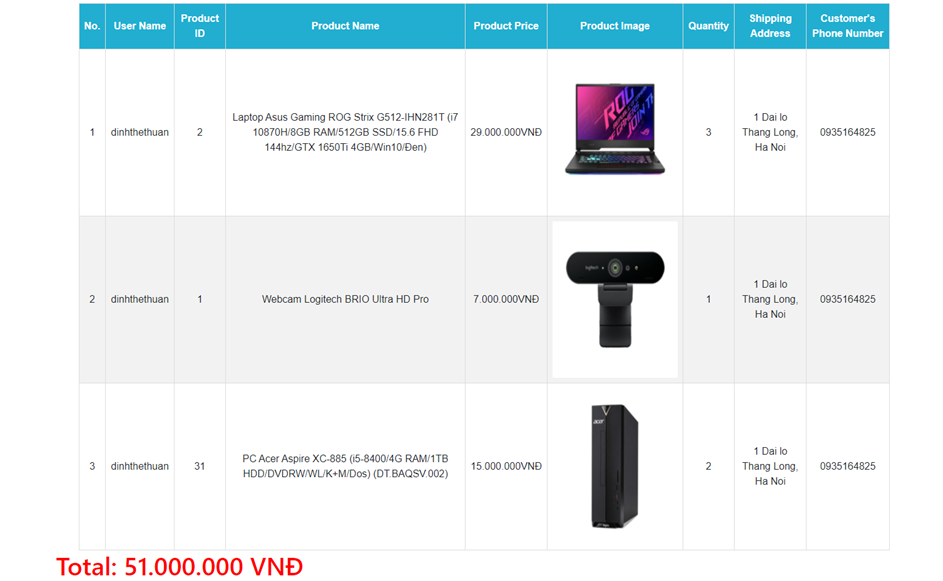 No. User Name Product ID Product Name Product Price Product Image Quantity Shipping Address Customer's Phone Number
1 dinhthethuan 2 Laptop Asus Gaming ROG Strix G512-IHN281T (i7 10870H/8GB RAM/512GB SSD/15.6 FHD 144hz/GTX 1650Ti 4GB/Win10/Đen) 29.000.000VNĐ 3 1 Dai lo Thang Long, Ha Noi 0935164825
2 dinhthethuan 1 Webcam Logitech BRIO Ultra HD Pro 7.000.000VNĐ logitech 1 1 Dai lo Thang Long, Ha Noi 0935164825
3 dinhthethuan 31 PC Acer Aspire XC-885 (i5-8400/4G RAM/1TB HDD/DVDRW/WL/K+M/Dos) (DT.BAQSV.002) 15.000.000VNĐ acer 2 1 Dai lo Thang Long, Ha Noi 0935164825
Total: 51.000.000 VNĐ